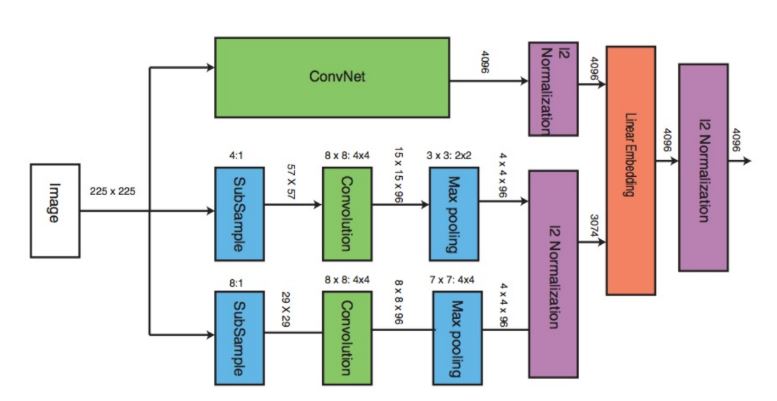 ConvNet
4096
l2 Normalization
4096
Linear Embedding
4096
l2 Normalization
4096
Image
225 x 225
4:1
SubSample
57 X 57
8 x 8: 4x4
Convolution
15 x 15 x 96
3 x 3: 2x2
Max pooling
4 x 4 x 96
l2 Normalization
3074
8:1
SubSample
29 X 29
8 x 8: 4x4
Convolution
8 x 8 x 96
7 x 7: 4x4
Max pooling
4 x 4 x 96